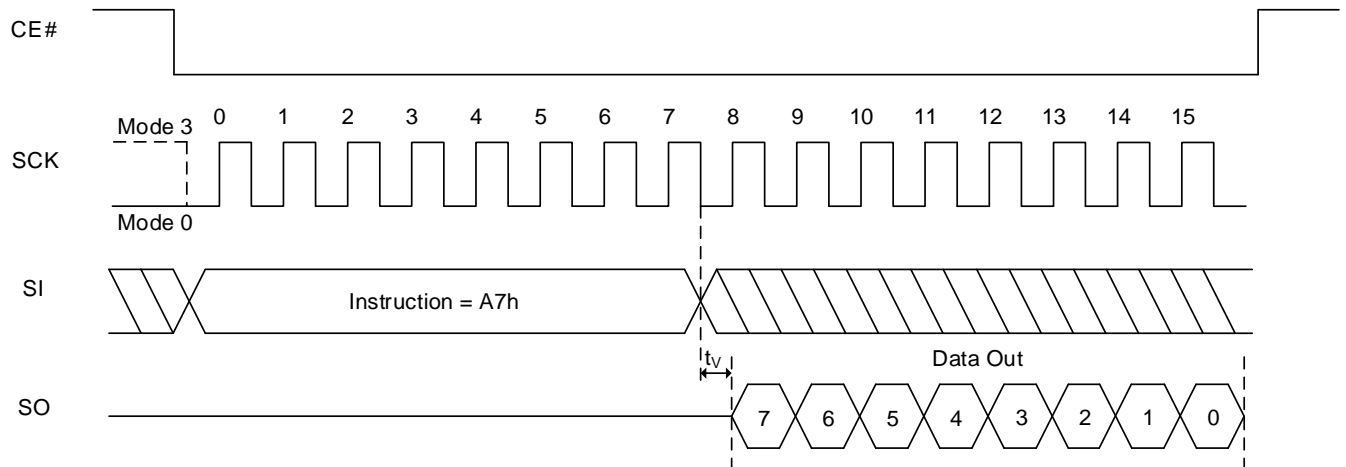 CE#
0 1 2 3 4 5 6 7 8 9 10 11 12 13 14 15
Mode 3
SCK
Mode 0
SI
Instruction = A7h
tV
Data Out
SO
7 6 5 4 3 2 1 0